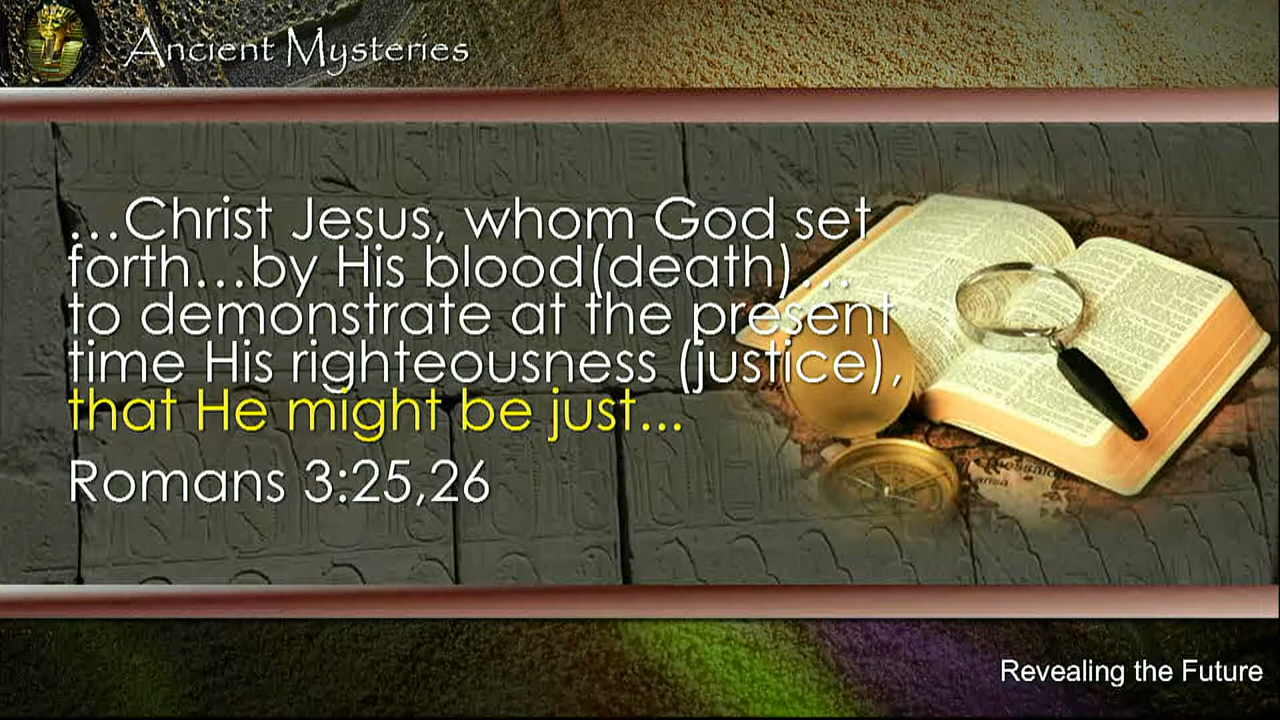 Ancient Mysteries
...Christ Jesus, whom God set
forth...by His blood(death)...
to demonstrate at the present
time His righteousness (justice),
that He might be just...
Romans 3:25,26
Revealing the Future